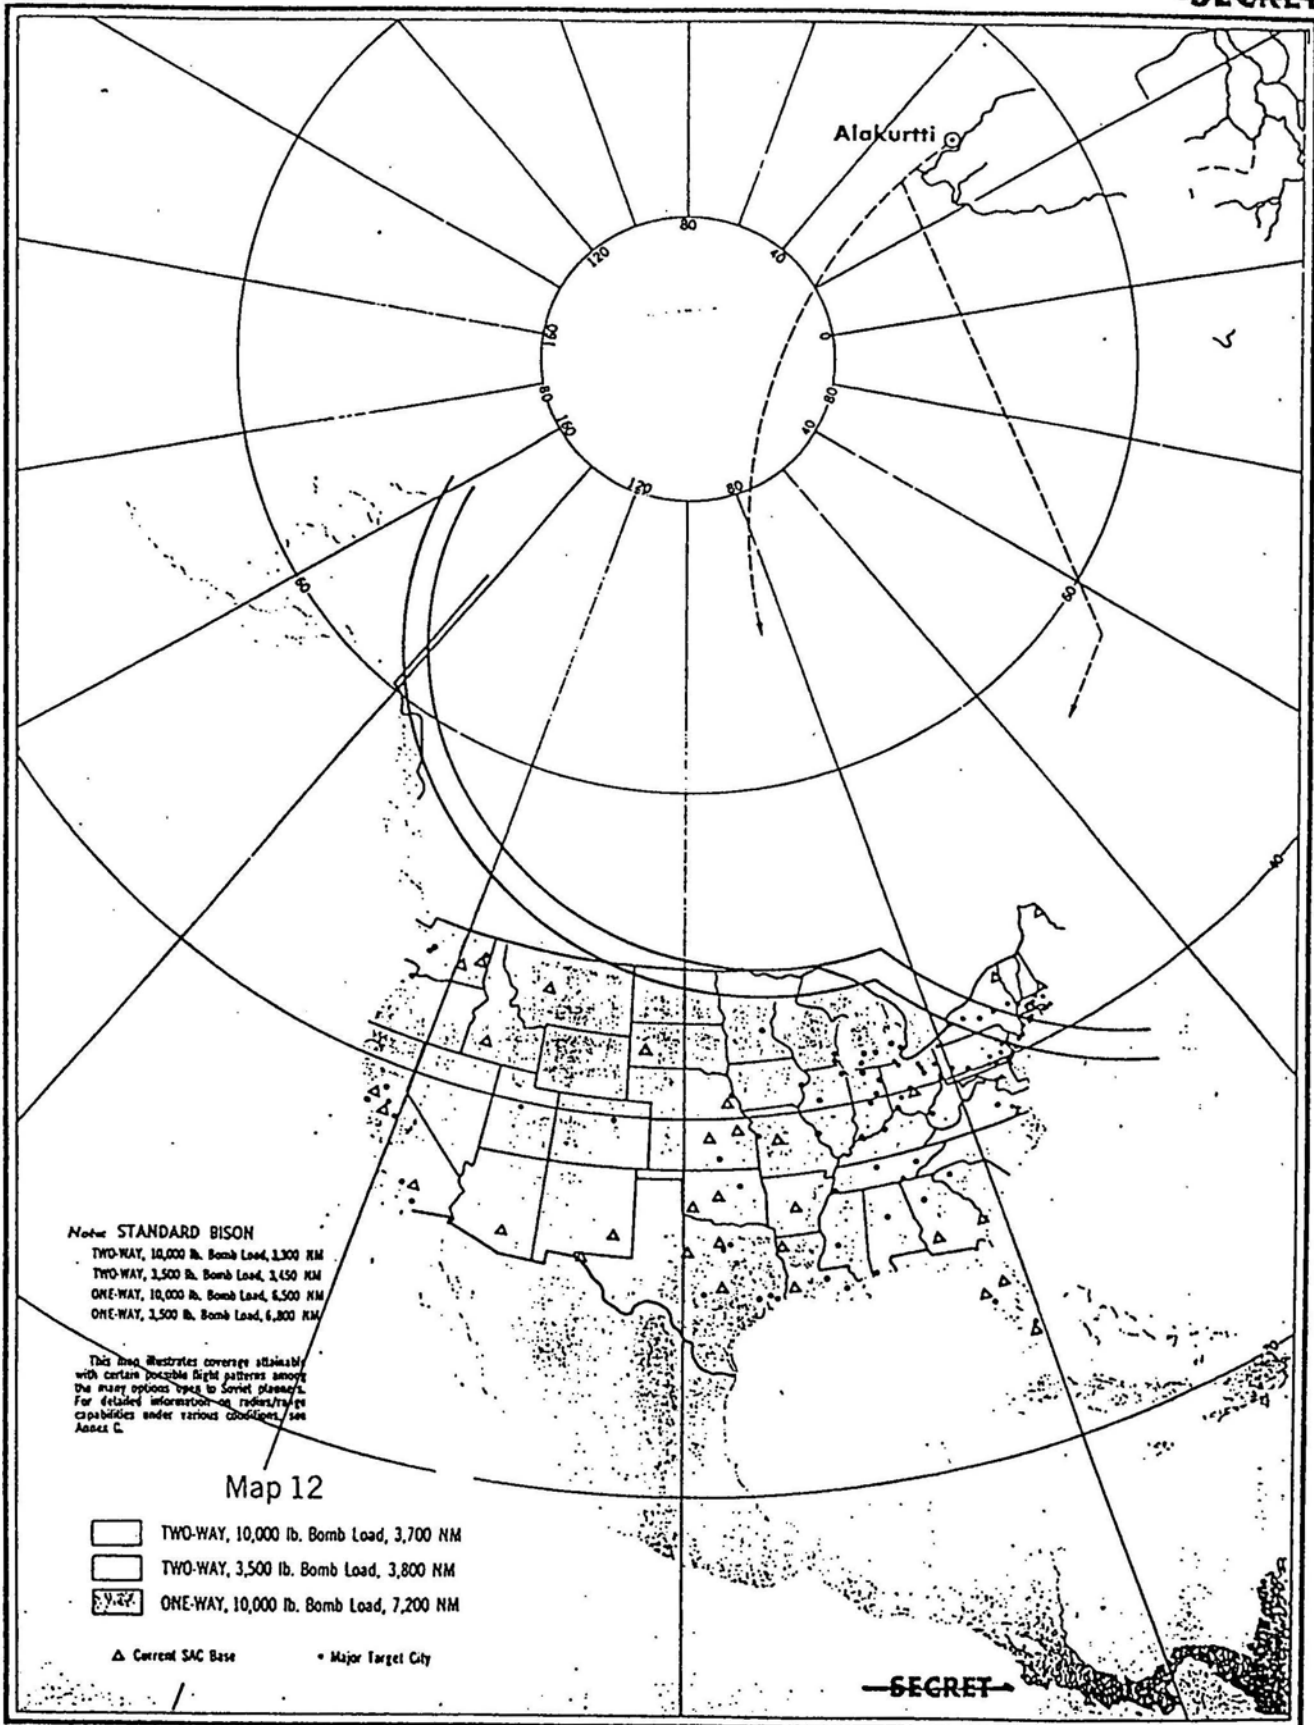 SECRET
Alakurtti
80
120
40
160
0
80
80
160
40
120
80
60
60
40
20
Note: STANDARD BISON
TWO-WAY, 10,000 lb. Bomb Load, 3,300 NM
TWO-WAY, 3,500 lb. Bomb Load, 3,450 NM
ONE-WAY, 10,000 lb. Bomb Load, 6,500 NM
ONE-WAY, 3,500 lb. Bomb Load, 6,800 NM
This map illustrates coverage attainable
with certain possible flight patterns among
the many options open to Soviet planners.
For detailed information on radius/range
capabilities under various conditions, see
Annex C.
Map 12
TWO-WAY, 10,000 lb. Bomb Load, 3,700 NM
TWO-WAY, 3,500 lb. Bomb Load, 3,800 NM
ONE-WAY, 10,000 lb. Bomb Load, 7,200 NM
Current SAC Base
Major Target City
SECRET